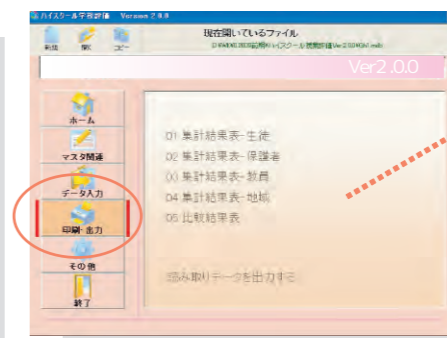 ハイスクール学校評価 Version 2.0.0
新規 開く コピー
現在開いているファイル
Ver2.0.0
ホーム
マスタ関連
データ入力
印刷・出力
その他
終了
01 集計結果表-生徒
02 集計結果表-保護者
03 集計結果表-教員
04 集計結果表-地域
05 比較結果表
読み取りデータを出力する